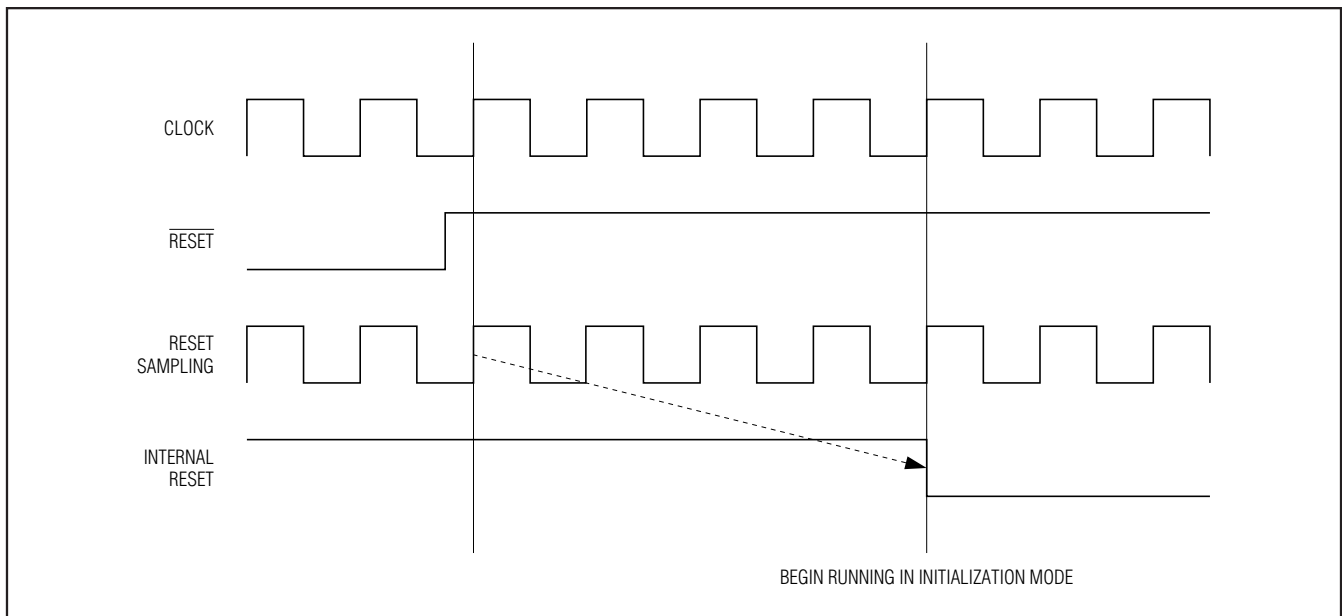 CLOCK
RESET
RESET
SAMPLING
INTERNAL
RESET
BEGIN RUNNING IN INITIALIZATION MODE